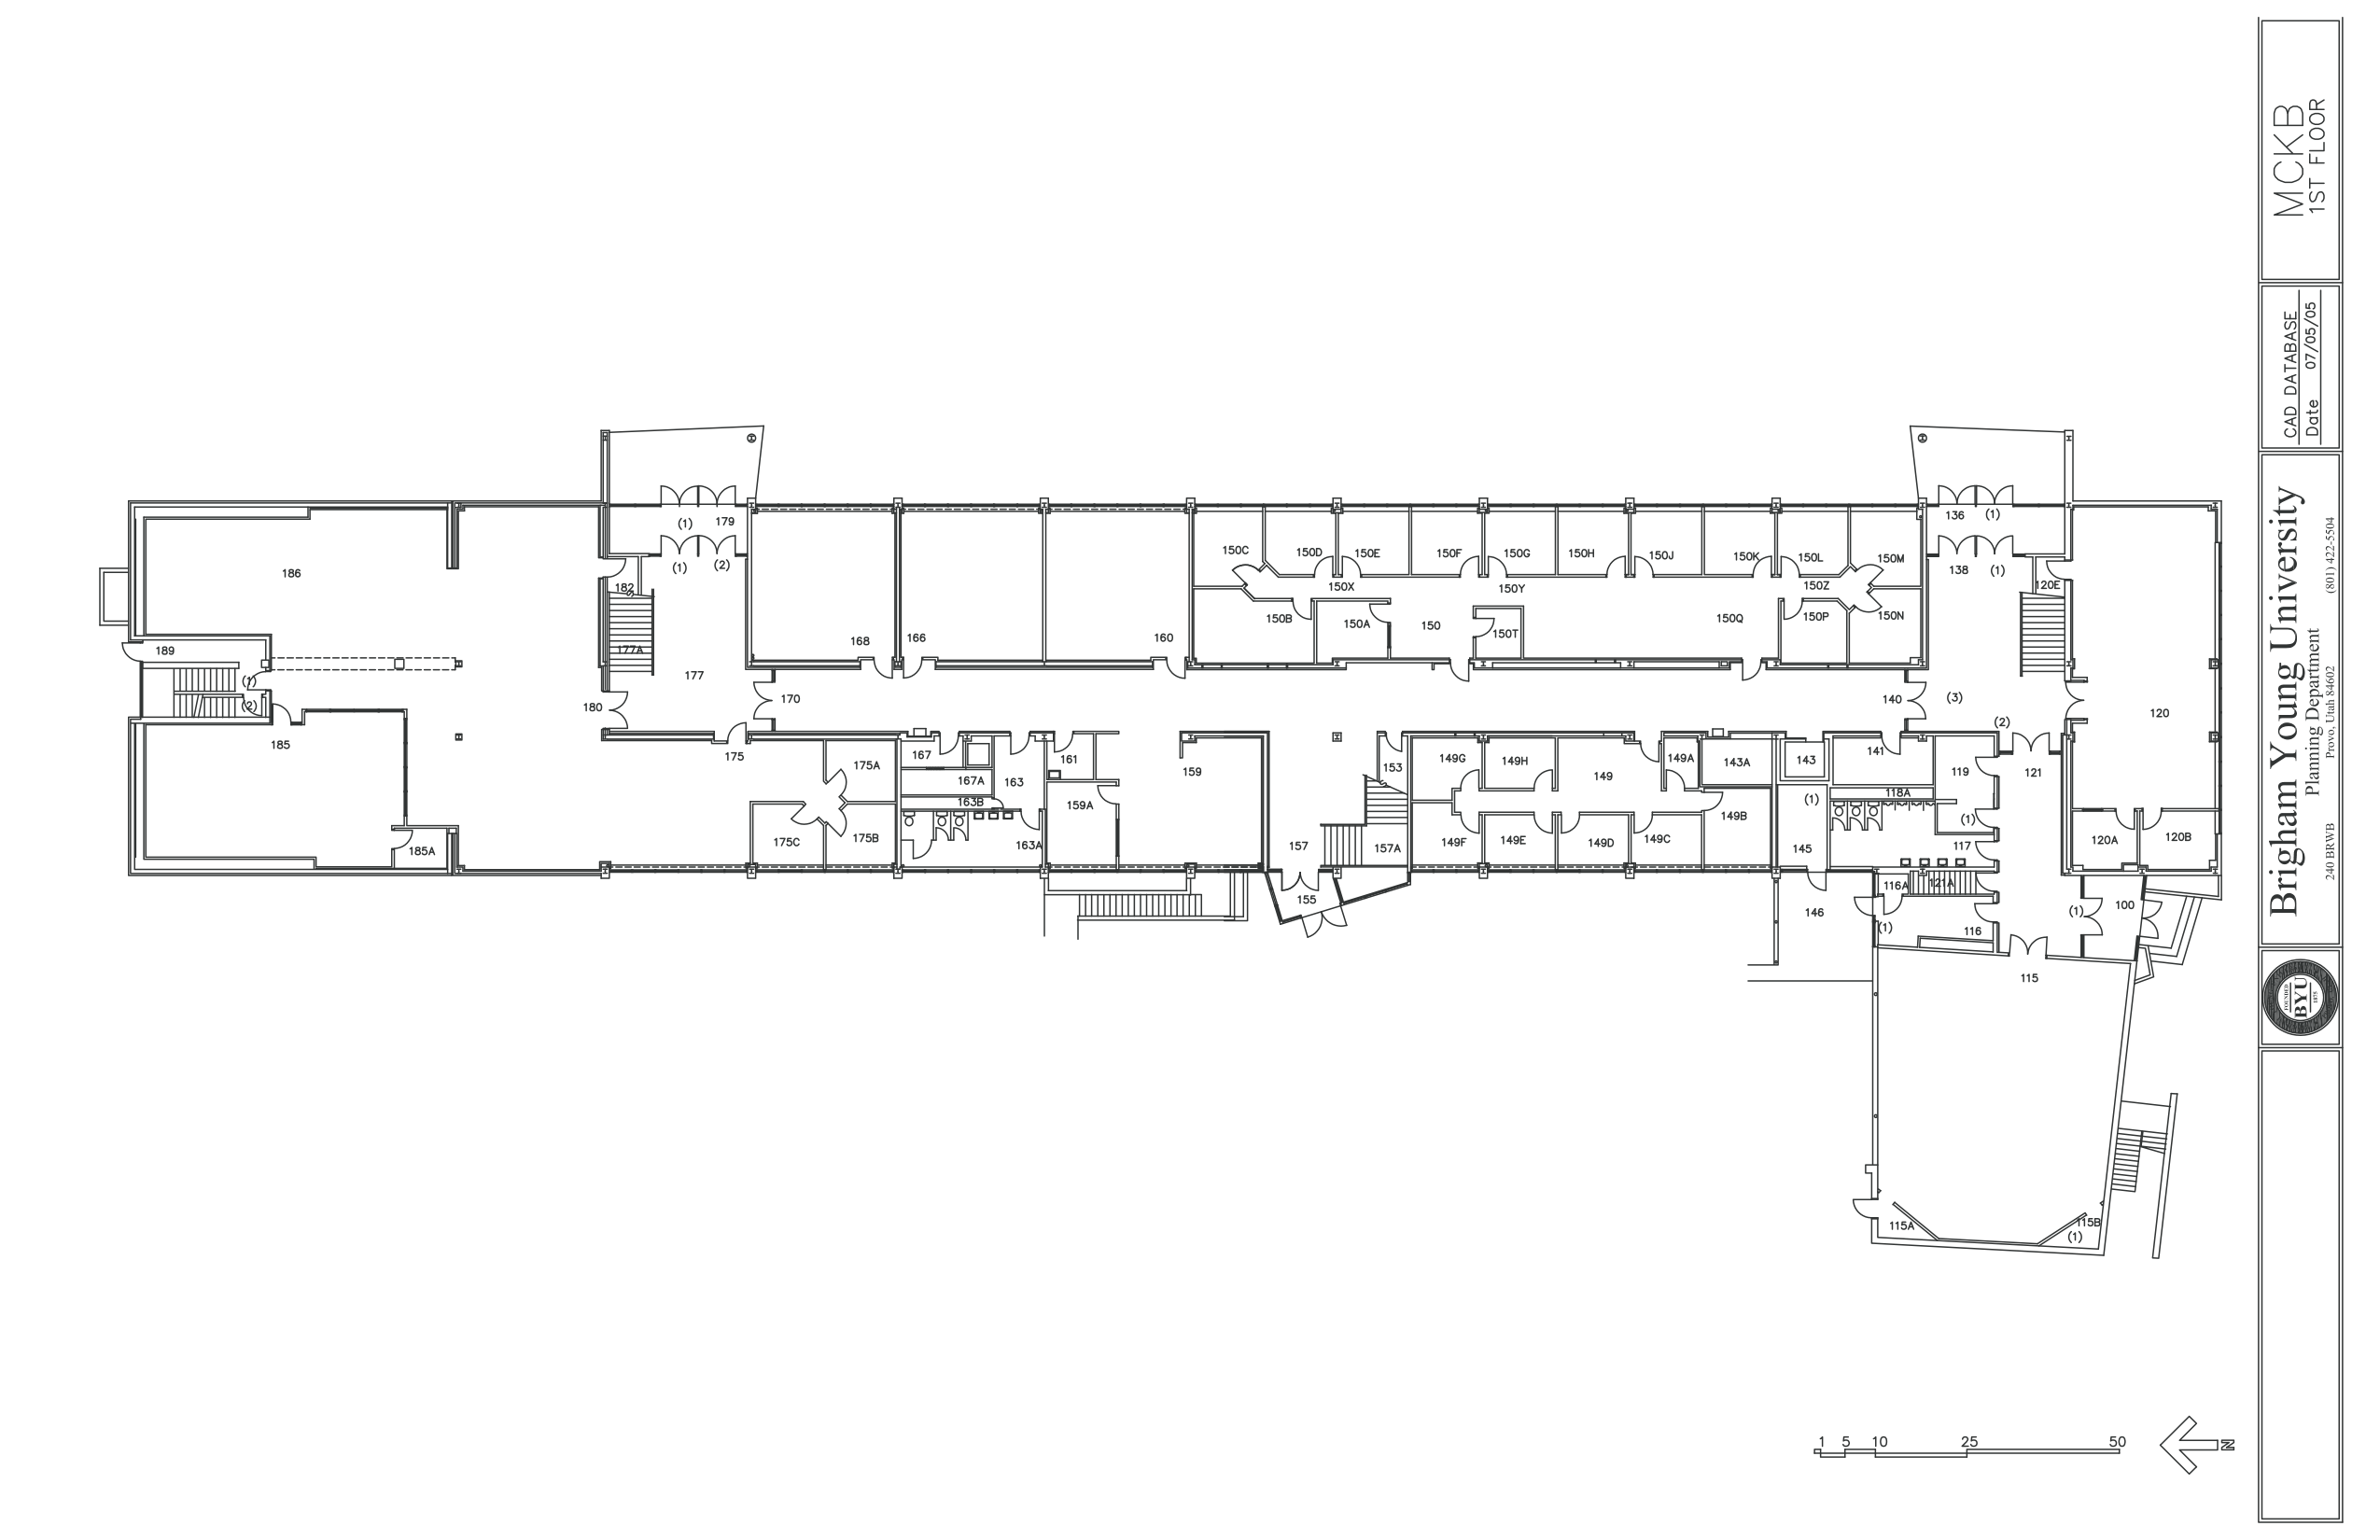 (1)
179
136
(1)
(1)
(2)
138
(1)
186
182
150C
150D
150E
150F
150G
150H
150J
150K
150L
150M
120E
150X
150Y
150Z
150B
150A
150
150T
150Q
150P
150N
189
177A
168
166
160
(1)
(2)
177
180
170
140
(3)
(2)
120
185
175
175A
167
167A
163
163B
161
159
159A
153
149G
149H
149
149A
143A
143
141
119
121
118A
(1)
(1)
185A
175C
175B
163A
157
157A
149F
149E
149D
149C
149B
145
117
120A
120B
155
146
116A
121A
116
(1)
(1)
100
115
115A
115B
(1)
1 5 10 25 50
N
MCKB
1ST FLOOR
CAD DATABASE
Date 07/05/05
Brigham Young University
Planning Department
240 BRWB Provo, Utah 84602 (801) 422-5504
FOUNDED
BYU
1875